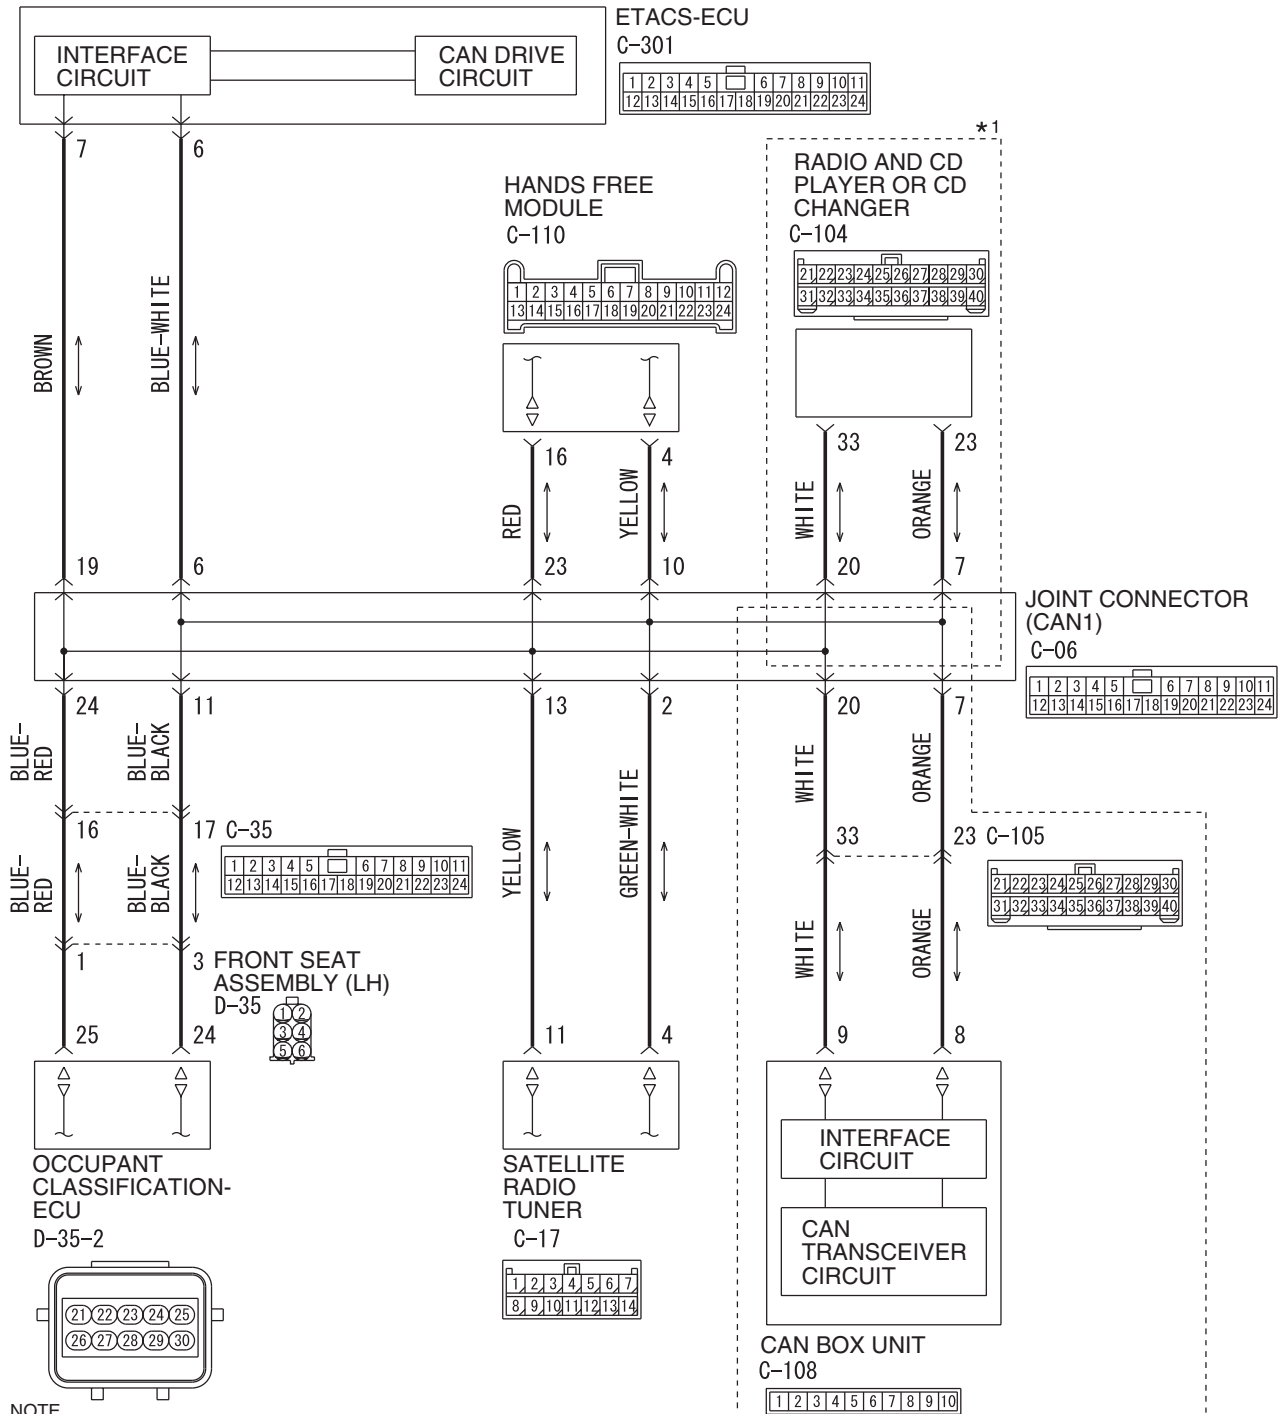 ETACS-ECU
C-301
INTERFACE
CIRCUIT
CAN DRIVE
CIRCUIT
1 2 3 4 5 6 7 8 9 10 11
12 13 14 15 16 17 18 19 20 21 22 23 24
7 6
*1
RADIO AND CD
PLAYER OR CD
CHANGER
C-104
21 22 23 24 25 26 27 28 29 30
31 32 33 34 35 36 37 38 39 40
HANDS FREE
MODULE
C-110
1 2 3 4 5 6 7 8 9 10 11 12
13 14 15 16 17 18 19 20 21 22 23 24
BROWN
BLUE-WHITE
16 4 33 23
RED
YELLOW
WHITE
ORANGE
19 6 23 10 20 7
JOINT CONNECTOR
(CAN1)
C-06
1 2 3 4 5 6 7 8 9 10 11
12 13 14 15 16 17 18 19 20 21 22 23 24
24 11 13 2 20 7
BLUE-
RED
BLUE-
BLACK
WHITE
ORANGE
16 17 C-35
1 2 3 4 5 6 7 8 9 10 11
12 13 14 15 16 17 18 19 20 21 22 23 24
YELLOW
GREEN-WHITE
33 23 C-105
21 22 23 24 25 26 27 28 29 30
31 32 33 34 35 36 37 38 39 40
BLUE-
RED
BLUE-
BLACK
WHITE
ORANGE
1 3 FRONT SEAT
ASSEMBLY (LH)
D-35
1 2
3 4
5 6
25 24 11 4 9 8
OCCUPANT
CLASSIFICATION-
ECU
D-35-2
21 22 23 24 25
26 27 28 29 30
SATELLITE
RADIO
TUNER
C-17
1 2 3 4 5 6 7
8 9 10 11 12 13 14
INTERFACE
CIRCUIT
CAN
TRANSCEIVER
CIRCUIT
CAN BOX UNIT
C-108
1 2 3 4 5 6 7 8 9 10
NOTE